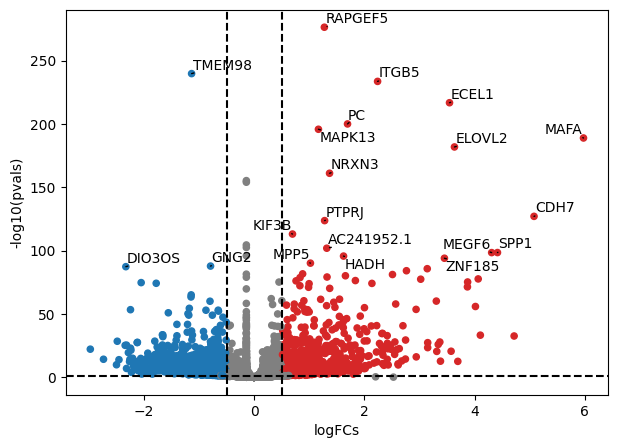 RAPGEF5
TMEM98
ITGB5
ECEL1
PC
MAPK13
MAFA
ELOVL2
NRXN3
PTPRJ
CDH7
KIF3B
AC241952.1
MEGF6
SPP1
DIO3OS
GNG2
MPP5
HADH
ZNF185
250
200
150
100
50
0
-log10(pvals)
−2 0 2 4 6
logFCs